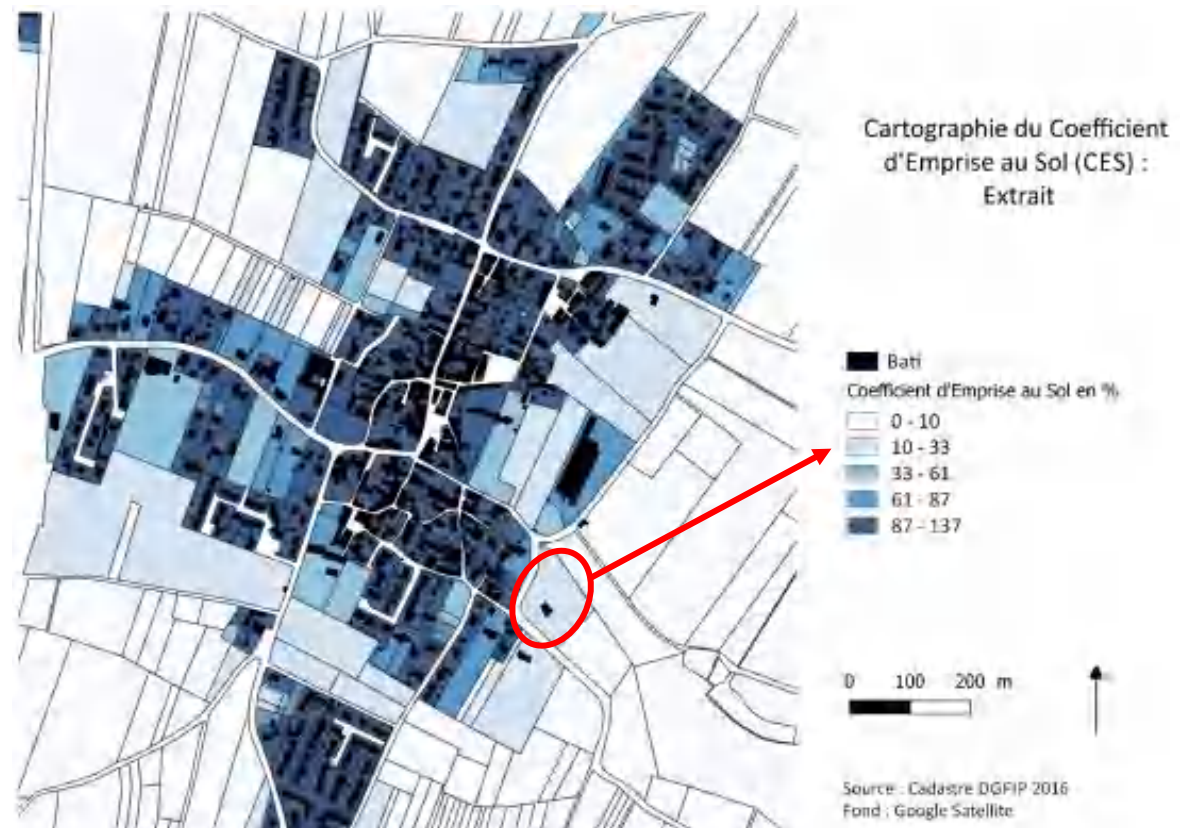 Cartographie du Coefficient
d'Emprise au Sol (CES) :
Extrait
Bati
Coefficient d'Emprise au Sol en %
0 - 10
10 - 33
33 - 61
61 - 87
87 - 137
0 100 200 m
Source : Cadastre DGFIP 2016
Fond : Google Satellite